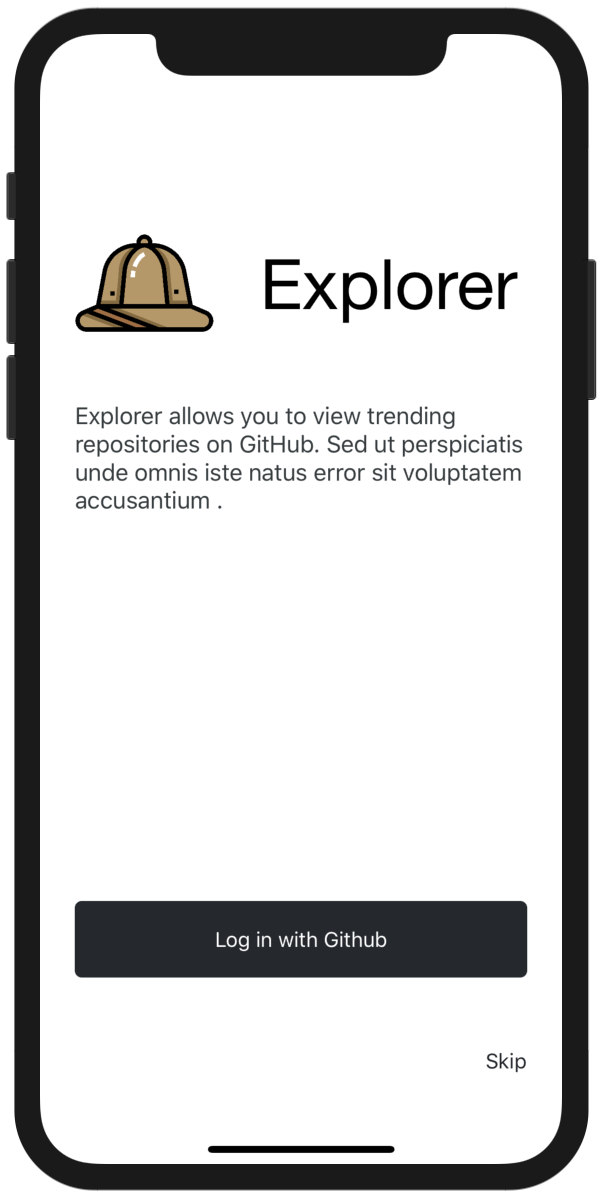 Explorer
Explorer allows you to view trending
repositories on GitHub. Sed ut perspiciatis
unde omnis iste natus error sit voluptatem
accusantium .
Log in with Github
Skip